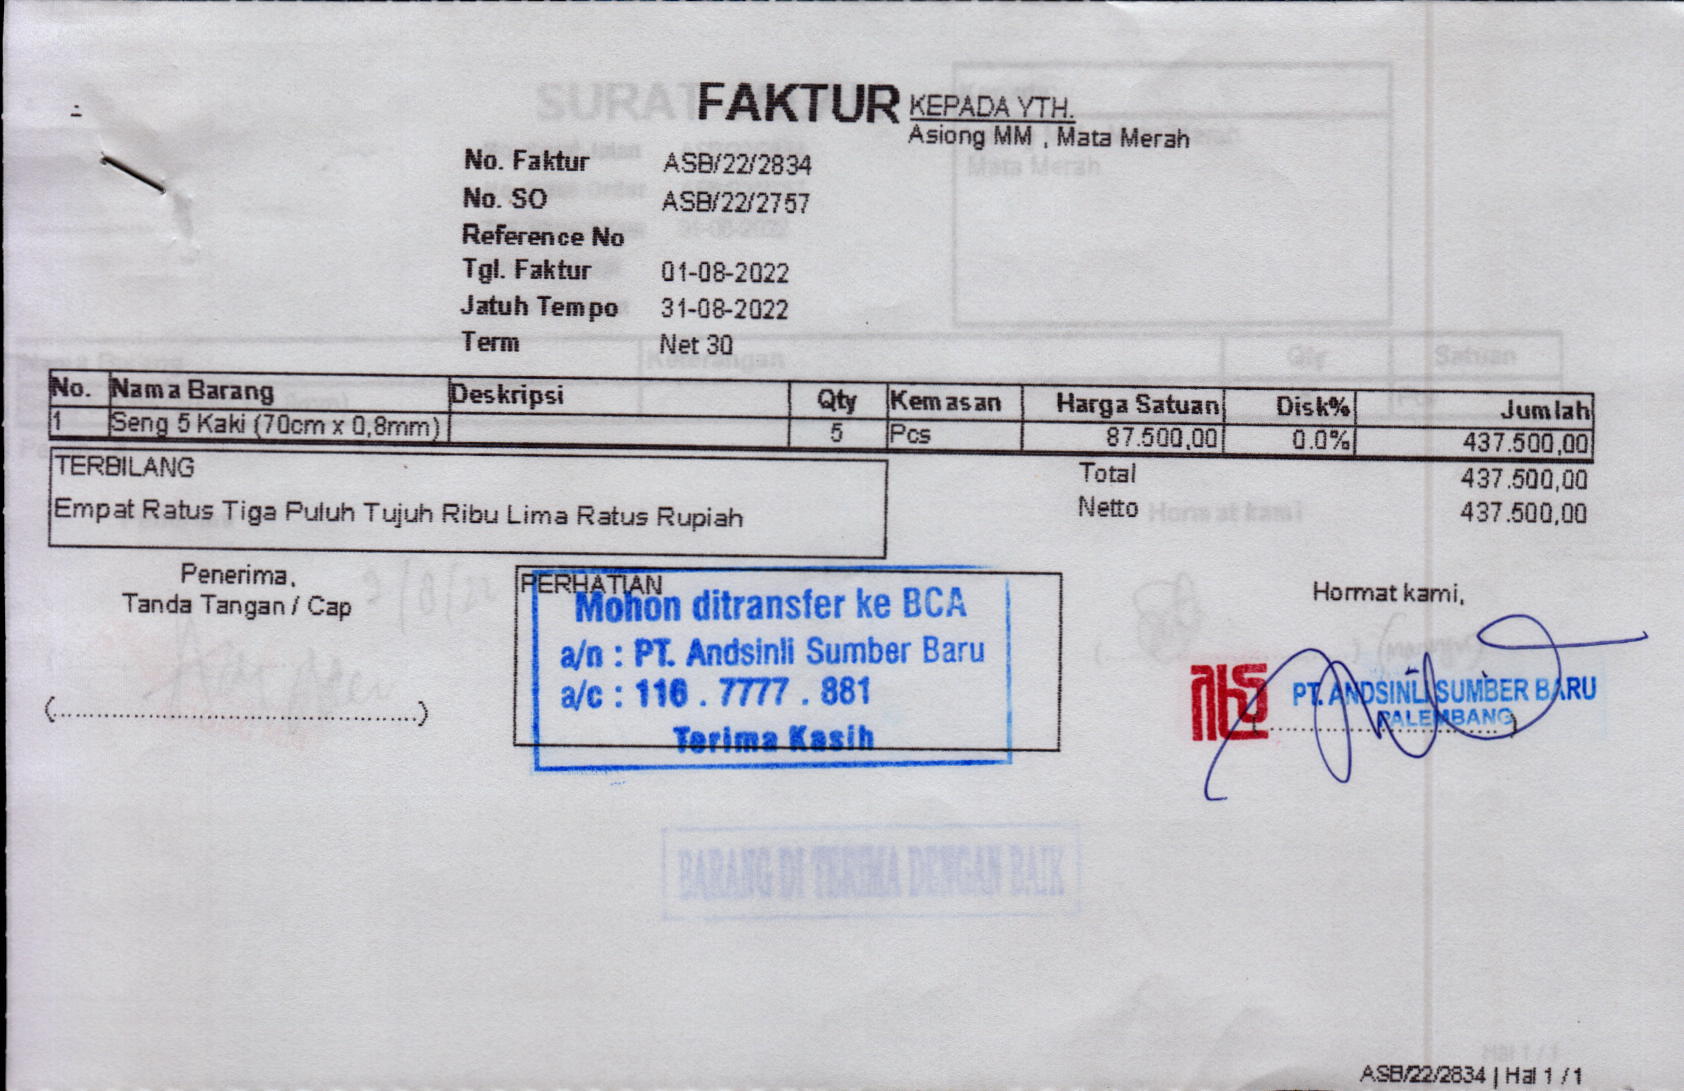 FAKTUR
KEPADA YTH.
Asiong MM , Mata Merah
No. Faktur ASB/22/2834
No. SO ASB/22/2757
Reference No
Tgl. Faktur 01-08-2022
Jatuh Tempo 31-08-2022
Term Net 30
No. Nama Barang Deskripsi Qty Kemasan Harga Satuan Disk% Jumlah
1 Seng 5 Kaki (70cm x 0,8mm) 5 Pcs 87.500,00 0.0% 437.500,00
TERBILANG
Empat Ratus Tiga Puluh Tujuh Ribu Lima Ratus Rupiah
Total 437.500,00
Netto 437.500,00
Penerima,
Tanda Tangan / Cap
(..........................................)
PERHATIAN
Mohon ditransfer ke BCA
a/n : PT. Andsinli Sumber Baru
a/c : 116 . 7777 . 881
Terima Kasih
Hormat kami,
PT. ANDSINLI SUMBER BARU
PALEMBANG
BARANG DI TERIMA DENGAN BAIK
ASB/22/2834 | Hal 1 / 1